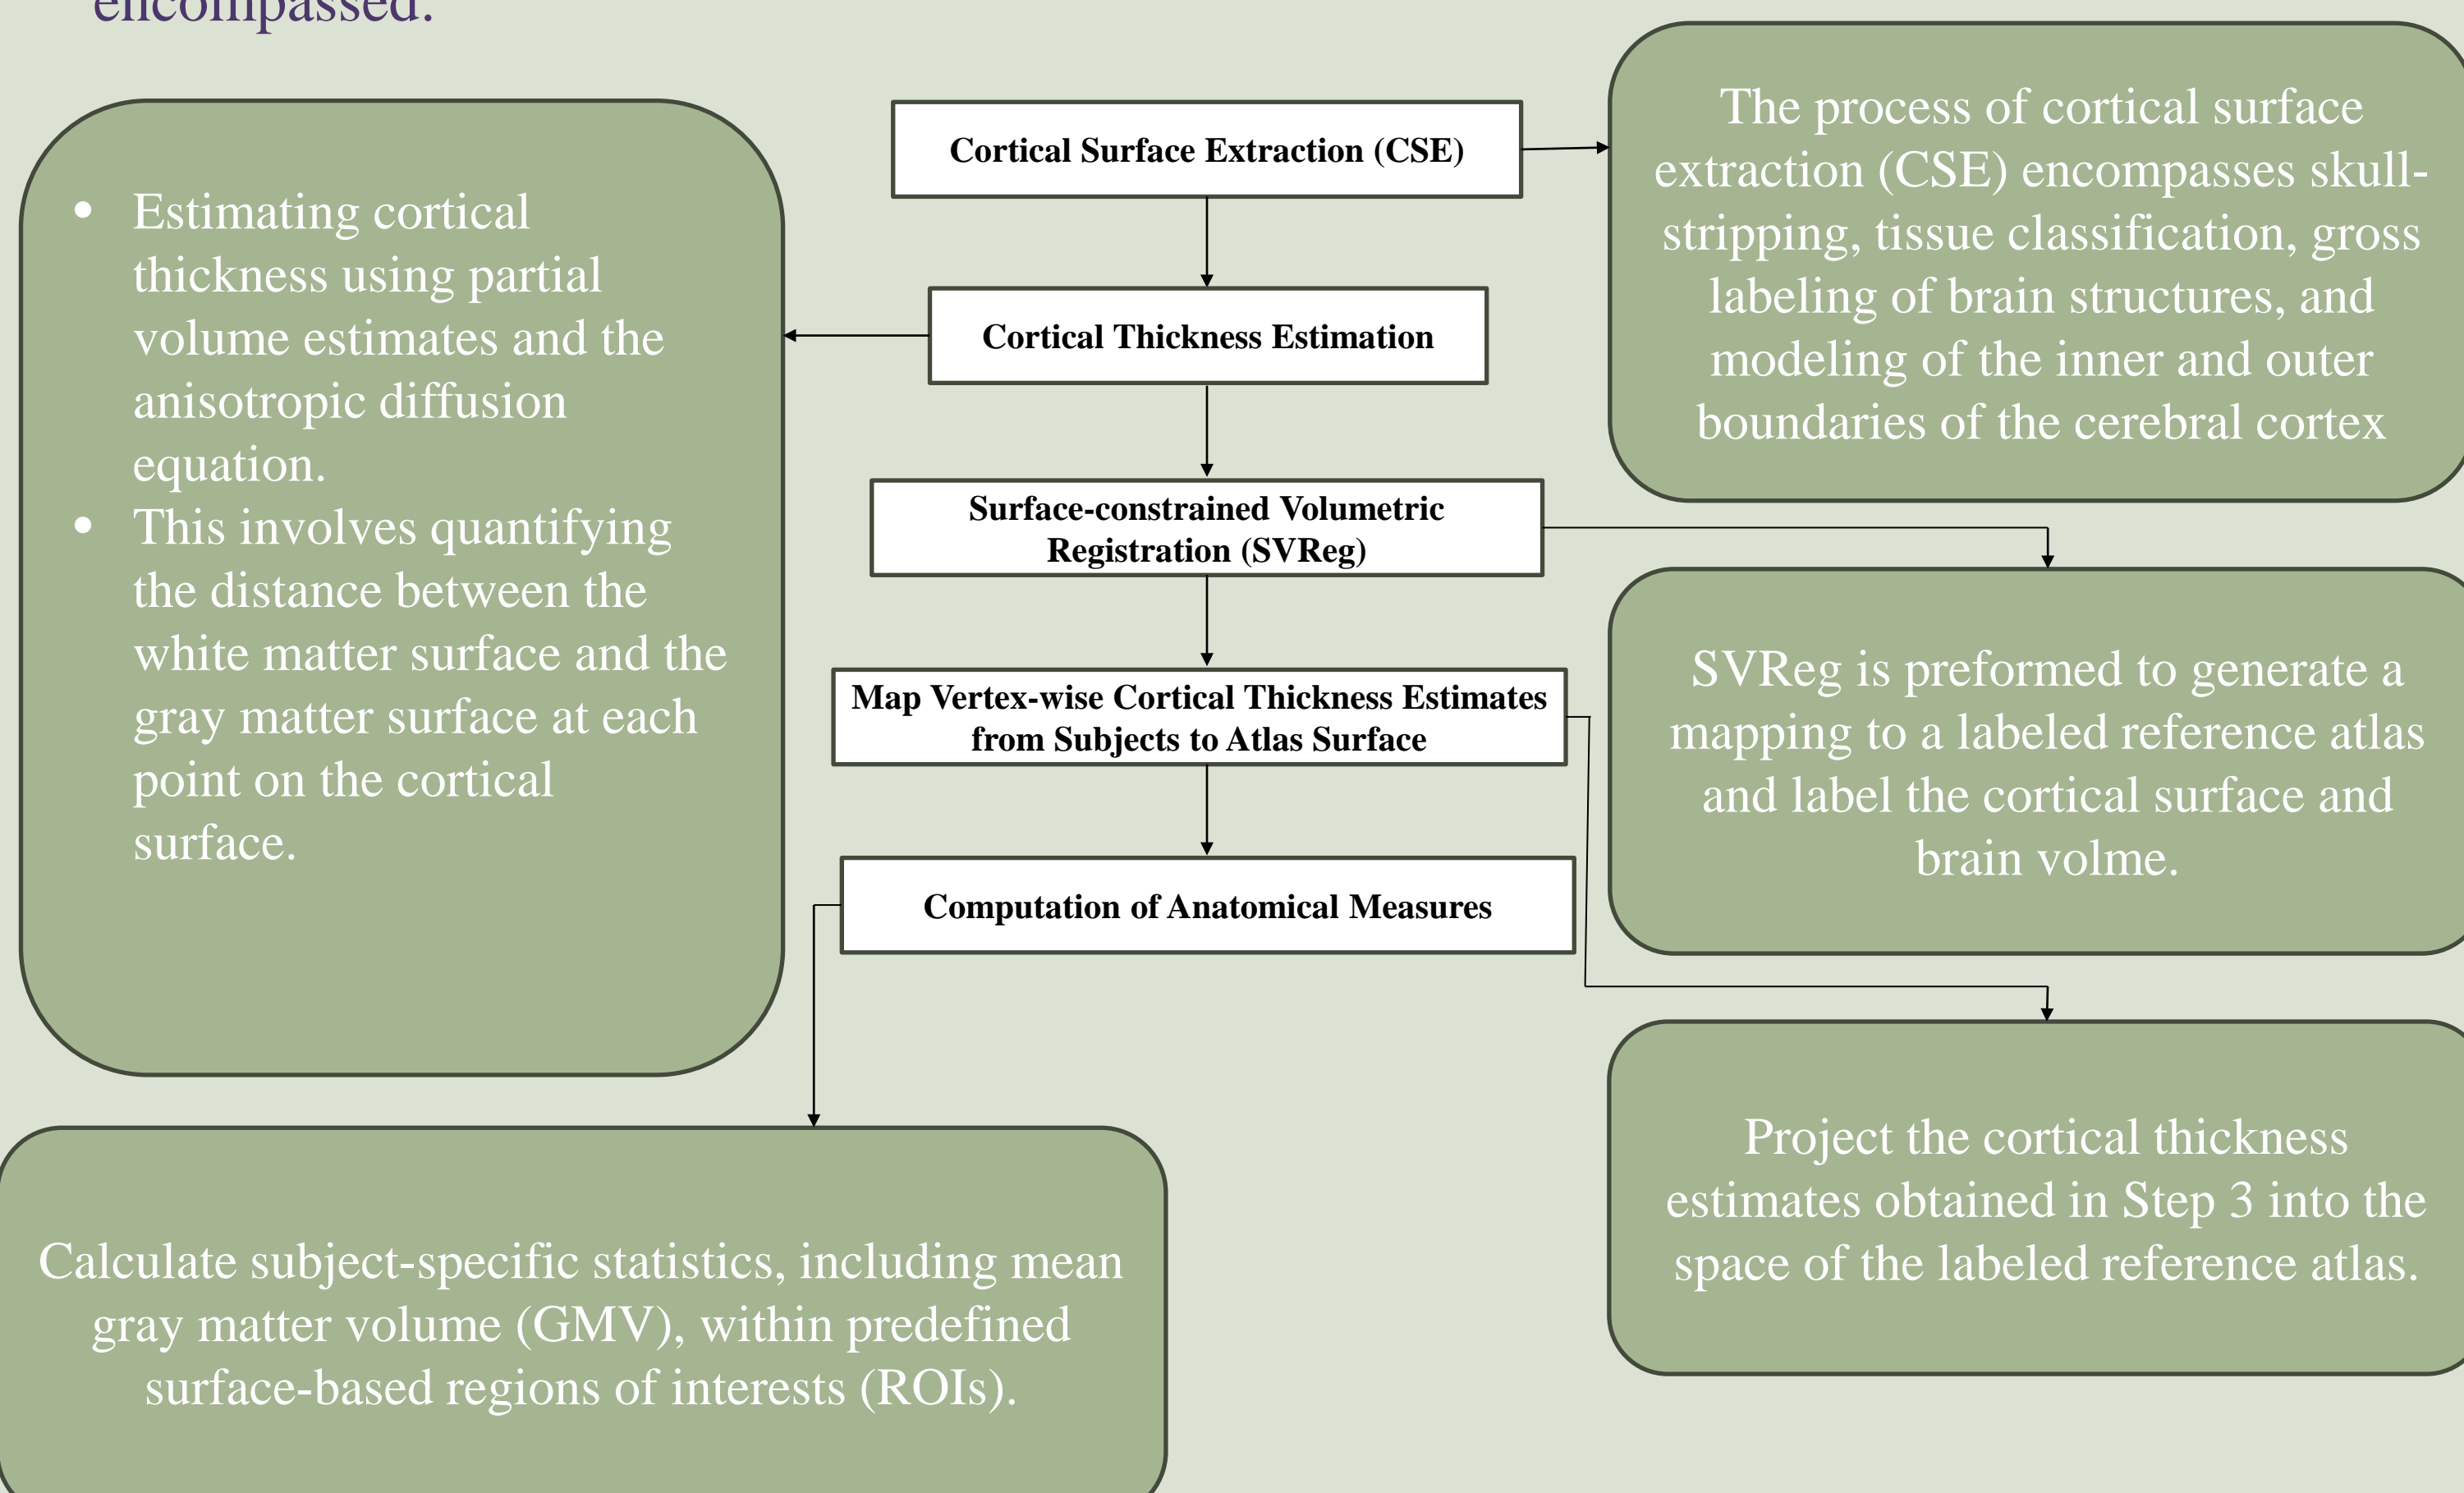 encompassed.
Cortical Surface Extraction (CSE)
The process of cortical surface
extraction (CSE) encompasses skull-
stripping, tissue classification, gross
labeling of brain structures, and
modeling of the inner and outer
boundaries of the cerebral cortex
Cortical Thickness Estimation
• Estimating cortical
thickness using partial
volume estimates and the
anisotropic diffusion
equation.
• This involves quantifying
the distance between the
white matter surface and the
gray matter surface at each
point on the cortical
surface.
Surface-constrained Volumetric
Registration (SVReg)
SVReg is preformed to generate a
mapping to a labeled reference atlas
and label the cortical surface and
brain volme.
Map Vertex-wise Cortical Thickness Estimates
from Subjects to Atlas Surface
Project the cortical thickness
estimates obtained in Step 3 into the
space of the labeled reference atlas.
Computation of Anatomical Measures
Calculate subject-specific statistics, including mean
gray matter volume (GMV), within predefined
surface-based regions of interests (ROIs).